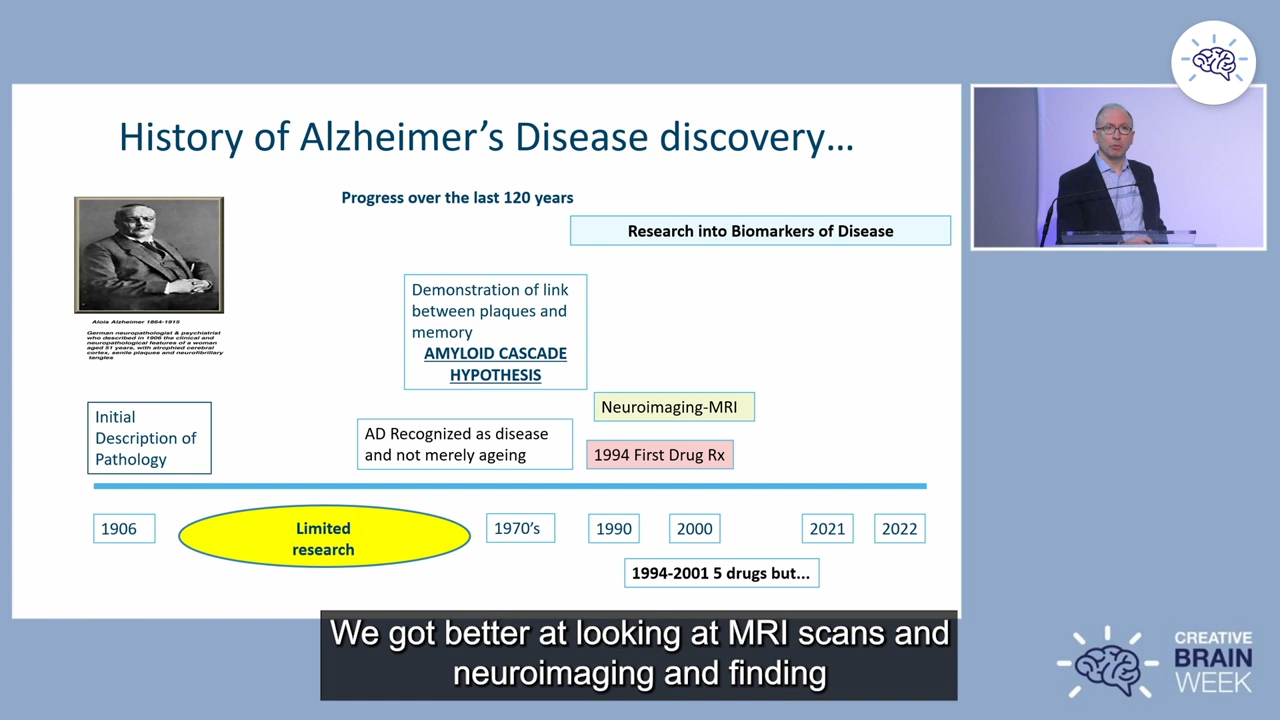 History of Alzheimer's Disease discovery...
Progress over the last 120 years
Research into Biomarkers of Disease
Alois Alzheimer 1864-1915
German neuropathologist & psychiatrist
who described in 1906 the clinical and
neuropathological features of a woman
aged 51 years, with atrophied cerebral
cortex, senile plaques and neurofibrillary
tangles
Demonstration of link
between plaques and
memory
AMYLOID CASCADE
HYPOTHESIS
Neuroimaging-MRI
Initial
Description of
Pathology
AD Recognized as disease
and not merely ageing
1994 First Drug Rx
1906
Limited
research
1970's
1990
2000
2021
2022
1994-2001 5 drugs but...
We got better at looking at MRI scans and
neuroimaging and finding
CREATIVE
BRAIN
WEEK